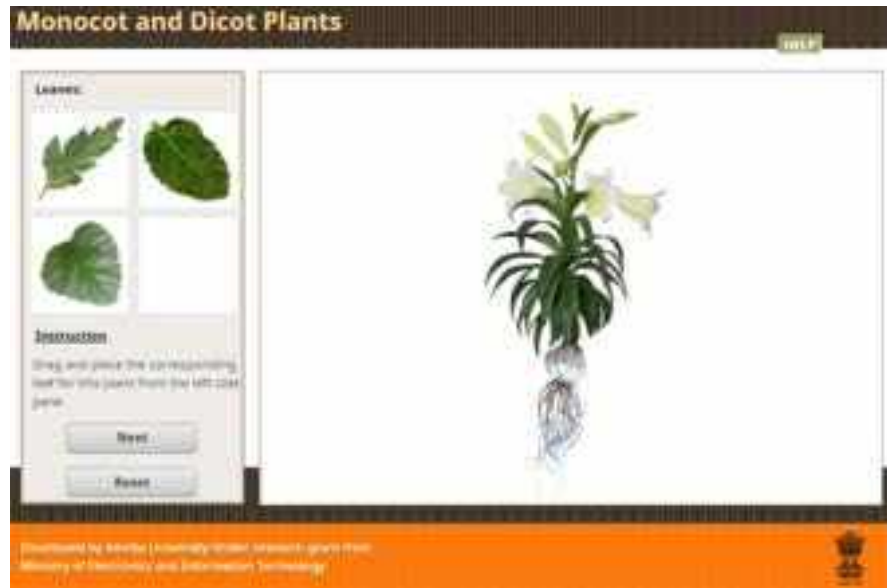 Monocot and Dicot Plants
HELP
Leaves:
Instruction
Drag and place the corresponding
leaf for this plant from the left side
pane
Next
Reset
Developed by Amrita University Under research grant from
Ministry of Electronics and Information Technology